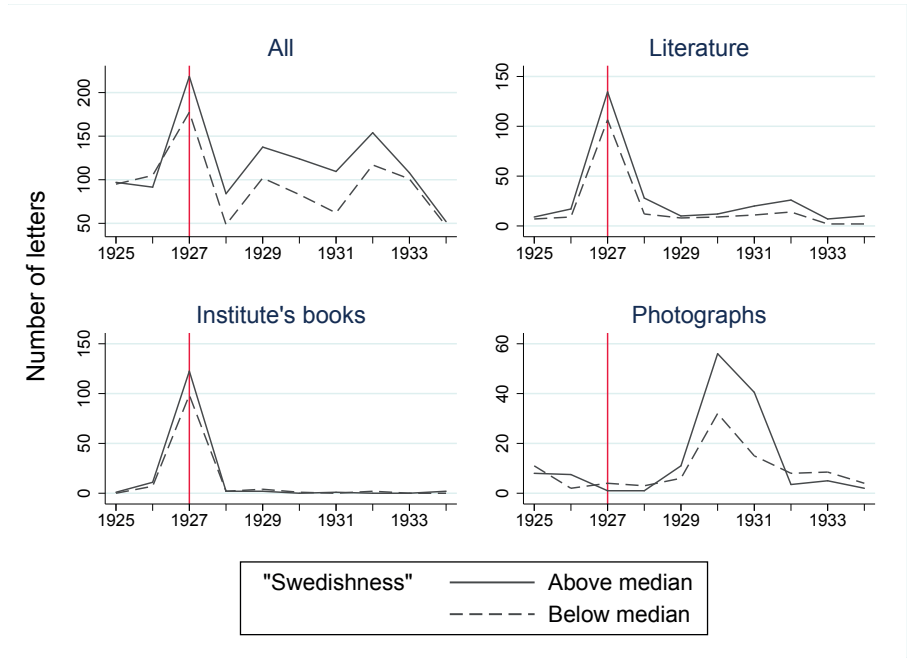 All
Literature
200
150
100
50
1925 1927 1929 1931 1933
150
100
50
0
1925 1927 1929 1931 1933
Number of letters
Institute's books
Photographs
150
100
50
0
1925 1927 1929 1931 1933
60
40
20
0
1925 1927 1929 1931 1933
"Swedishness" Above median
Below median